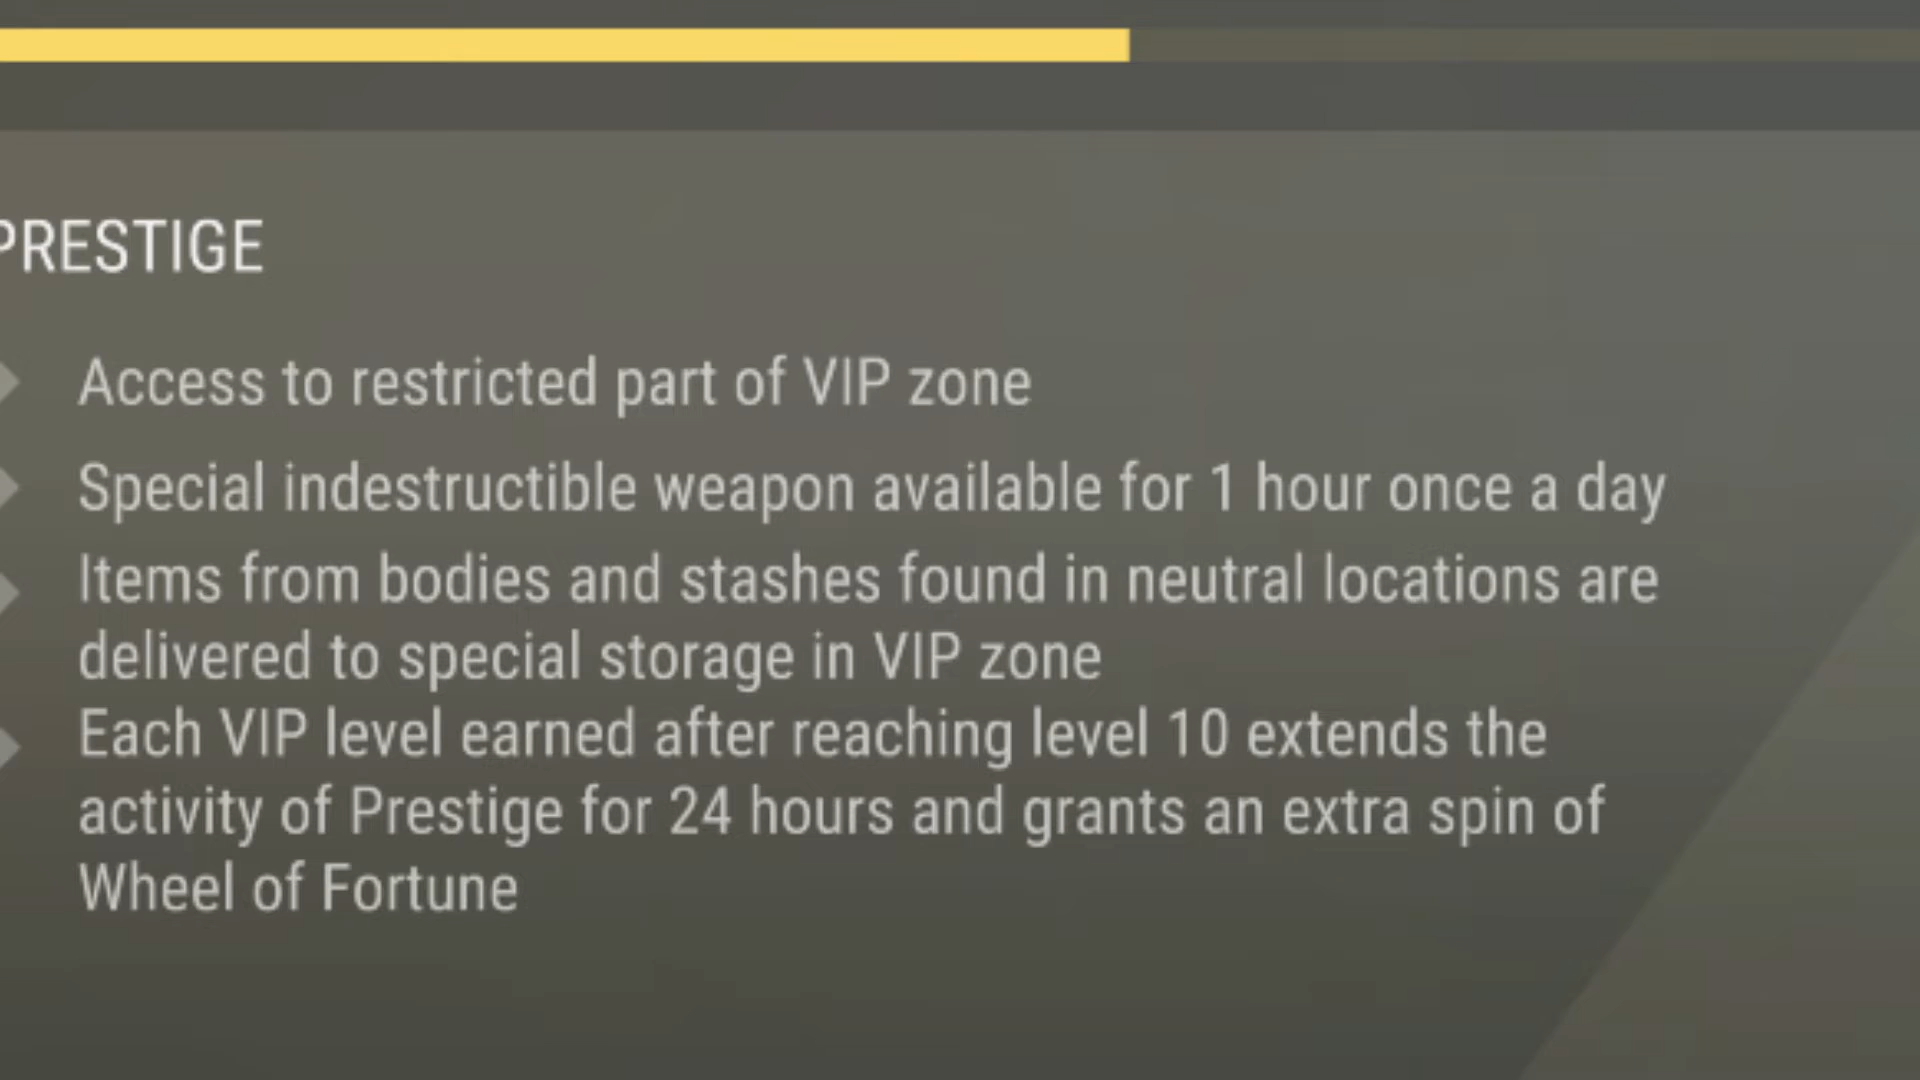 PRESTIGE
Access to restricted part of VIP zone
Special indestructible weapon available for 1 hour once a day
Items from bodies and stashes found in neutral locations are
delivered to special storage in VIP zone
Each VIP level earned after reaching level 10 extends the
activity of Prestige for 24 hours and grants an extra spin of
Wheel of Fortune